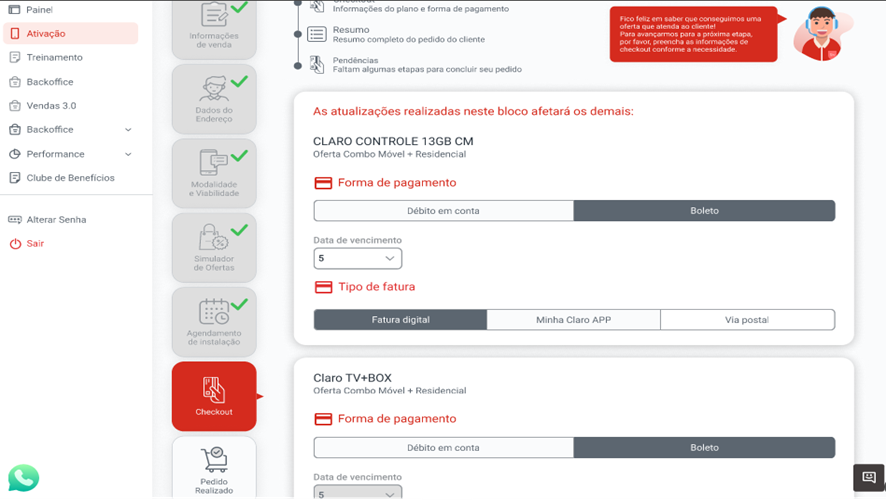 Painel
Ativação
Treinamento
Backoffice
Vendas 3.0
Backoffice
Performance
Clube de Benefícios
Alterar Senha
Sair
Informações
de venda
Dados do
Endereço
Modalidade
e Viabilidade
Simulador
de Ofertas
Agendamento
de instalação
Checkout
Pedido
Realizado
Checkout
Informações do plano e forma de pagamento
Resumo
Resumo completo do pedido do cliente
Pendências
Faltam algumas etapas para concluir seu pedido
Fico feliz em saber que conseguimos uma
oferta que atenda ao cliente!
Para avançarmos para a próxima etapa,
por favor, preencha as informações de
checkout conforme a necessidade.
As atualizações realizadas neste bloco afetará os demais:
CLARO CONTROLE 13GB CM
Oferta Combo Móvel + Residencial
Forma de pagamento
Débito em conta
Boleto
Data de vencimento
5
Tipo de fatura
Fatura digital
Minha Claro APP
Via postal
Claro TV+BOX
Oferta Combo Móvel + Residencial
Forma de pagamento
Débito em conta
Boleto
Data de vencimento
5